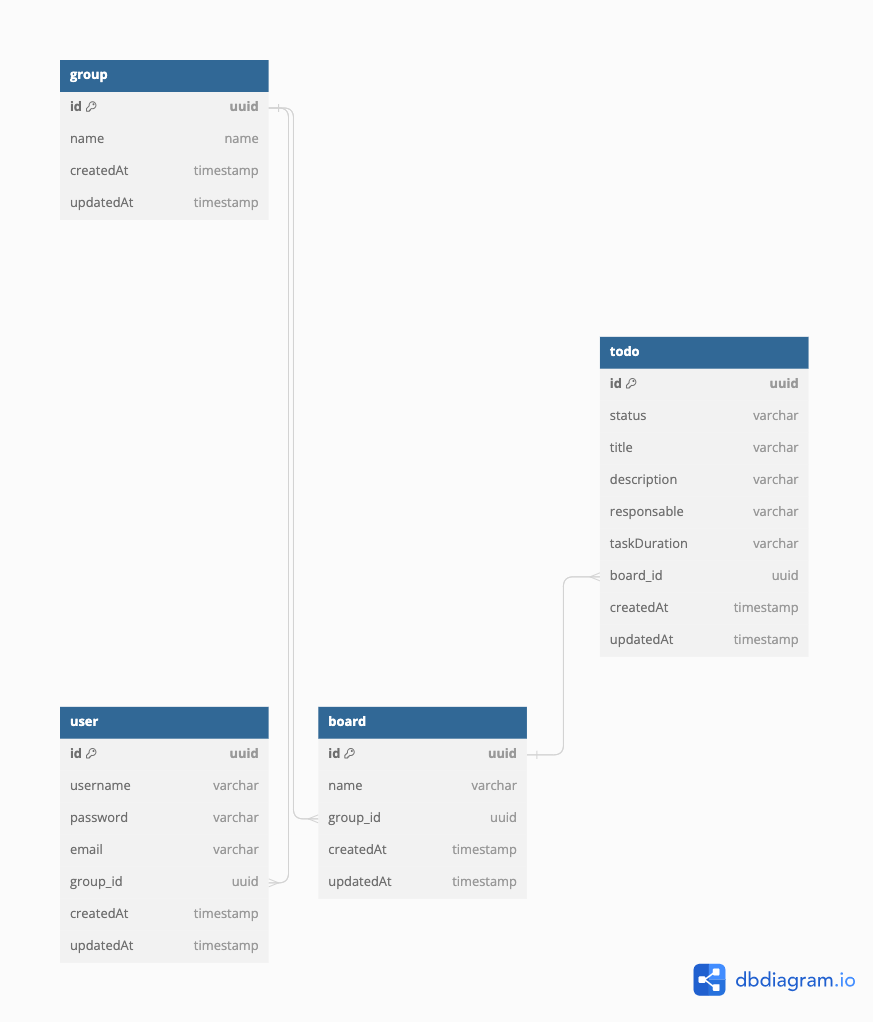 group
id uuid
name name
createdAt timestamp
updatedAt timestamp
todo
id uuid
status varchar
title varchar
description varchar
responsable varchar
taskDuration varchar
board_id uuid
createdAt timestamp
updatedAt timestamp
user
id uuid
username varchar
password varchar
email varchar
group_id uuid
createdAt timestamp
updatedAt timestamp
board
id uuid
name varchar
group_id uuid
createdAt timestamp
updatedAt timestamp
dbdiagram.io